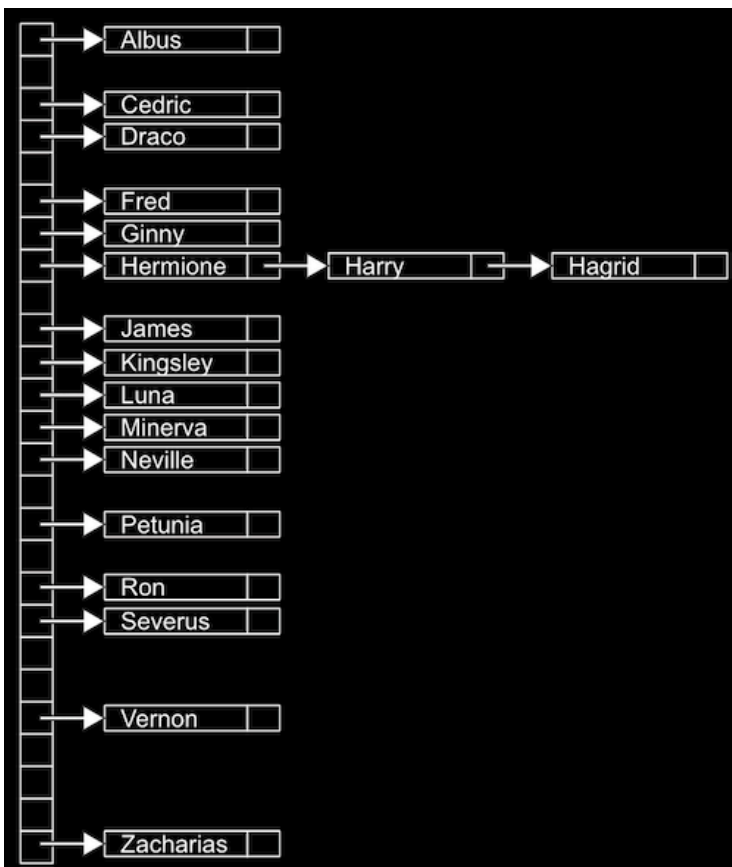 Albus
Cedric
Draco
Fred
Ginny
Hermione Harry Hagrid
James
Kingsley
Luna
Minerva
Neville
Petunia
Ron
Severus
Vernon
Zacharias